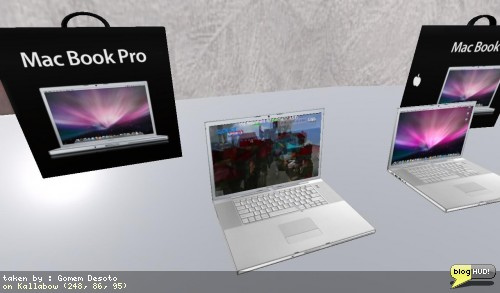 Mac Book Pro
Mac Book
taken by : Gomem Desoto
on Kallabow (248, 86, 95)
blog HUD!